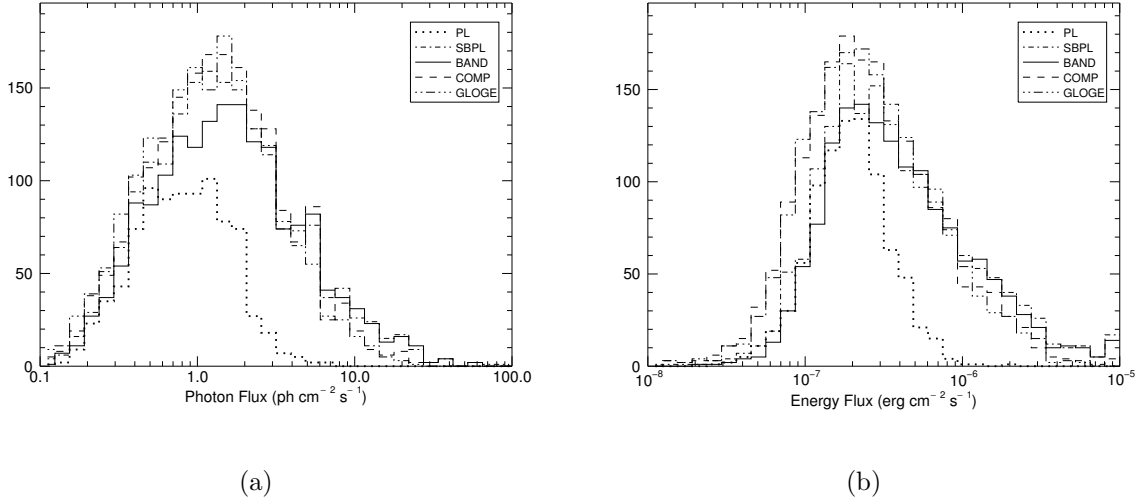 PL
SBPL
BAND
COMP
GLOGE
150
100
50
0
0.1 1.0 10.0 100.0
Photon Flux (ph cm⁻² s⁻¹)
(a)
PL
SBPL
BAND
COMP
GLOGE
150
100
50
0
10⁻⁸ 10⁻⁷ 10⁻⁶ 10⁻⁵
Energy Flux (erg cm⁻² s⁻¹)
(b)